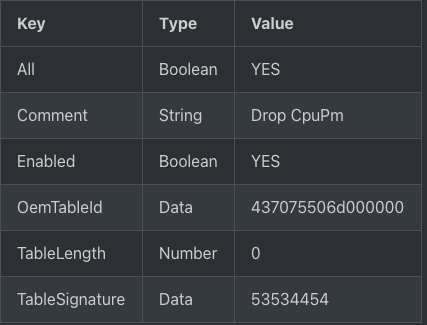 Key Type Value
All Boolean YES
Comment String Drop CpuPm
Enabled Boolean YES
OemTableId Data 437075506d000000
TableLength Number 0
TableSignature Data 53534454